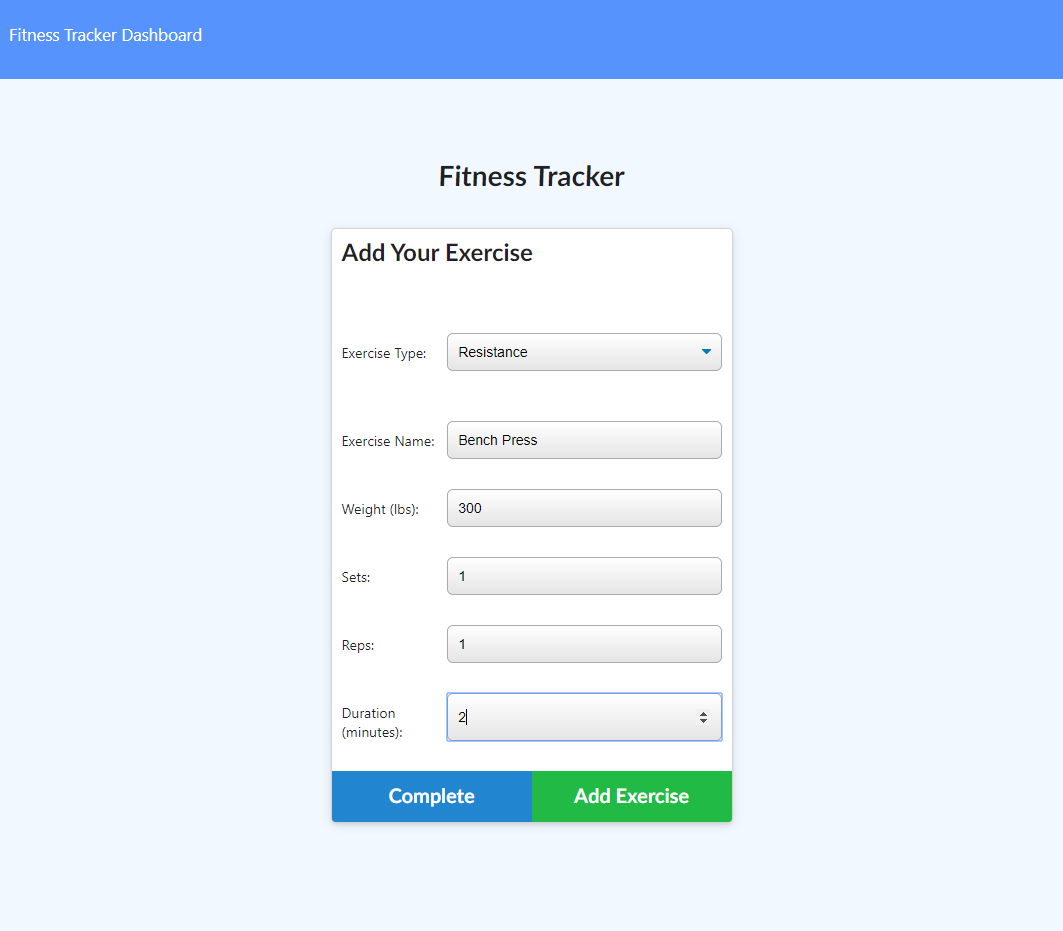 Fitness Tracker Dashboard
Fitness Tracker
Add Your Exercise
Exercise Type: Resistance
Exercise Name: Bench Press
Weight (lbs): 300
Sets: 1
Reps: 1
Duration
(minutes): 2
Complete Add Exercise